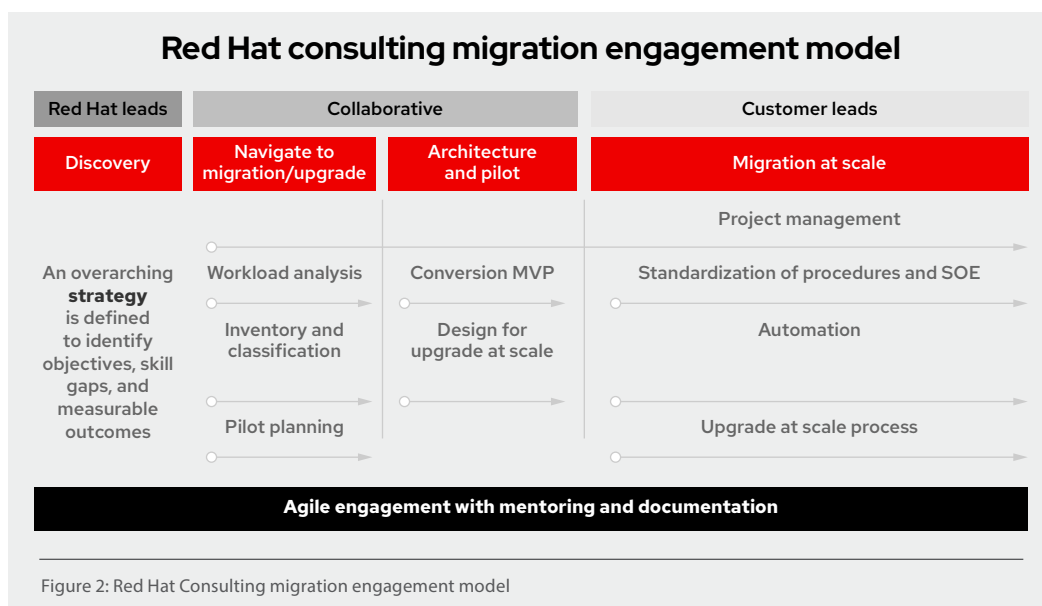 Red Hat consulting migration engagement model
Red Hat leads
Collaborative
Customer leads
Discovery
Navigate to
migration/upgrade
Architecture
and pilot
Migration at scale
An overarching
strategy
is defined
to identify
objectives, skill
gaps, and
measurable
outcomes
Project management
Workload analysis
Conversion MVP
Standardization of procedures and SOE
Inventory and
classification
Design for
upgrade at scale
Automation
Pilot planning
Upgrade at scale process
Agile engagement with mentoring and documentation
Figure 2: Red Hat Consulting migration engagement model